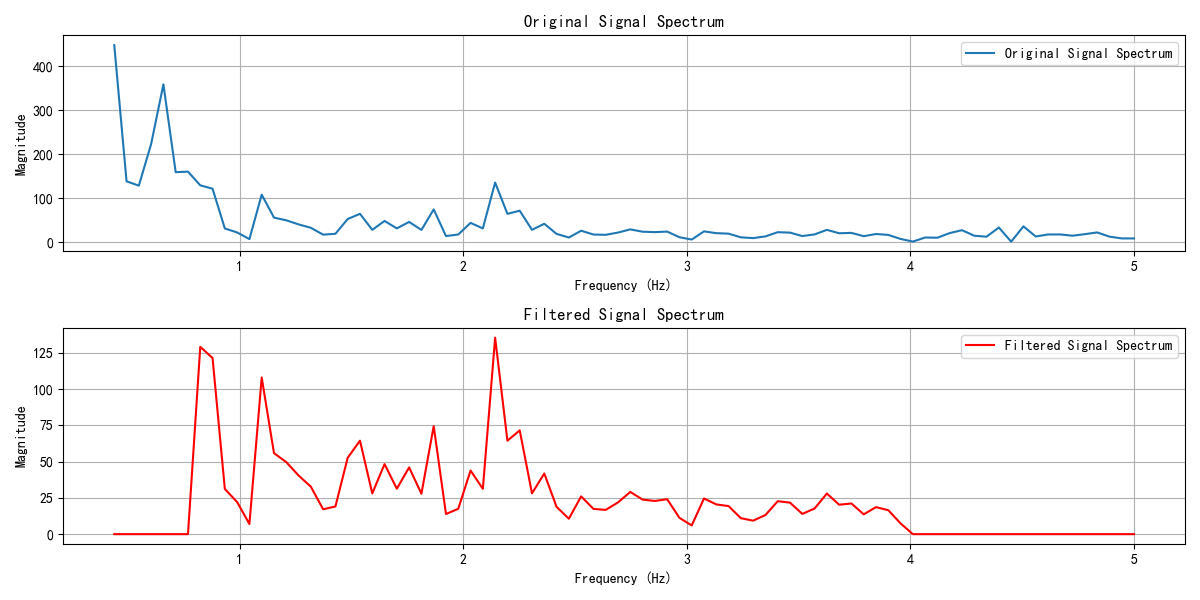 Original Signal Spectrum
Original Signal Spectrum
400
300
200
100
0
Magnitude
1 2 3 4 5
Frequency (Hz)
Filtered Signal Spectrum
Filtered Signal Spectrum
125
100
75
50
25
0
Magnitude
1 2 3 4 5
Frequency (Hz)